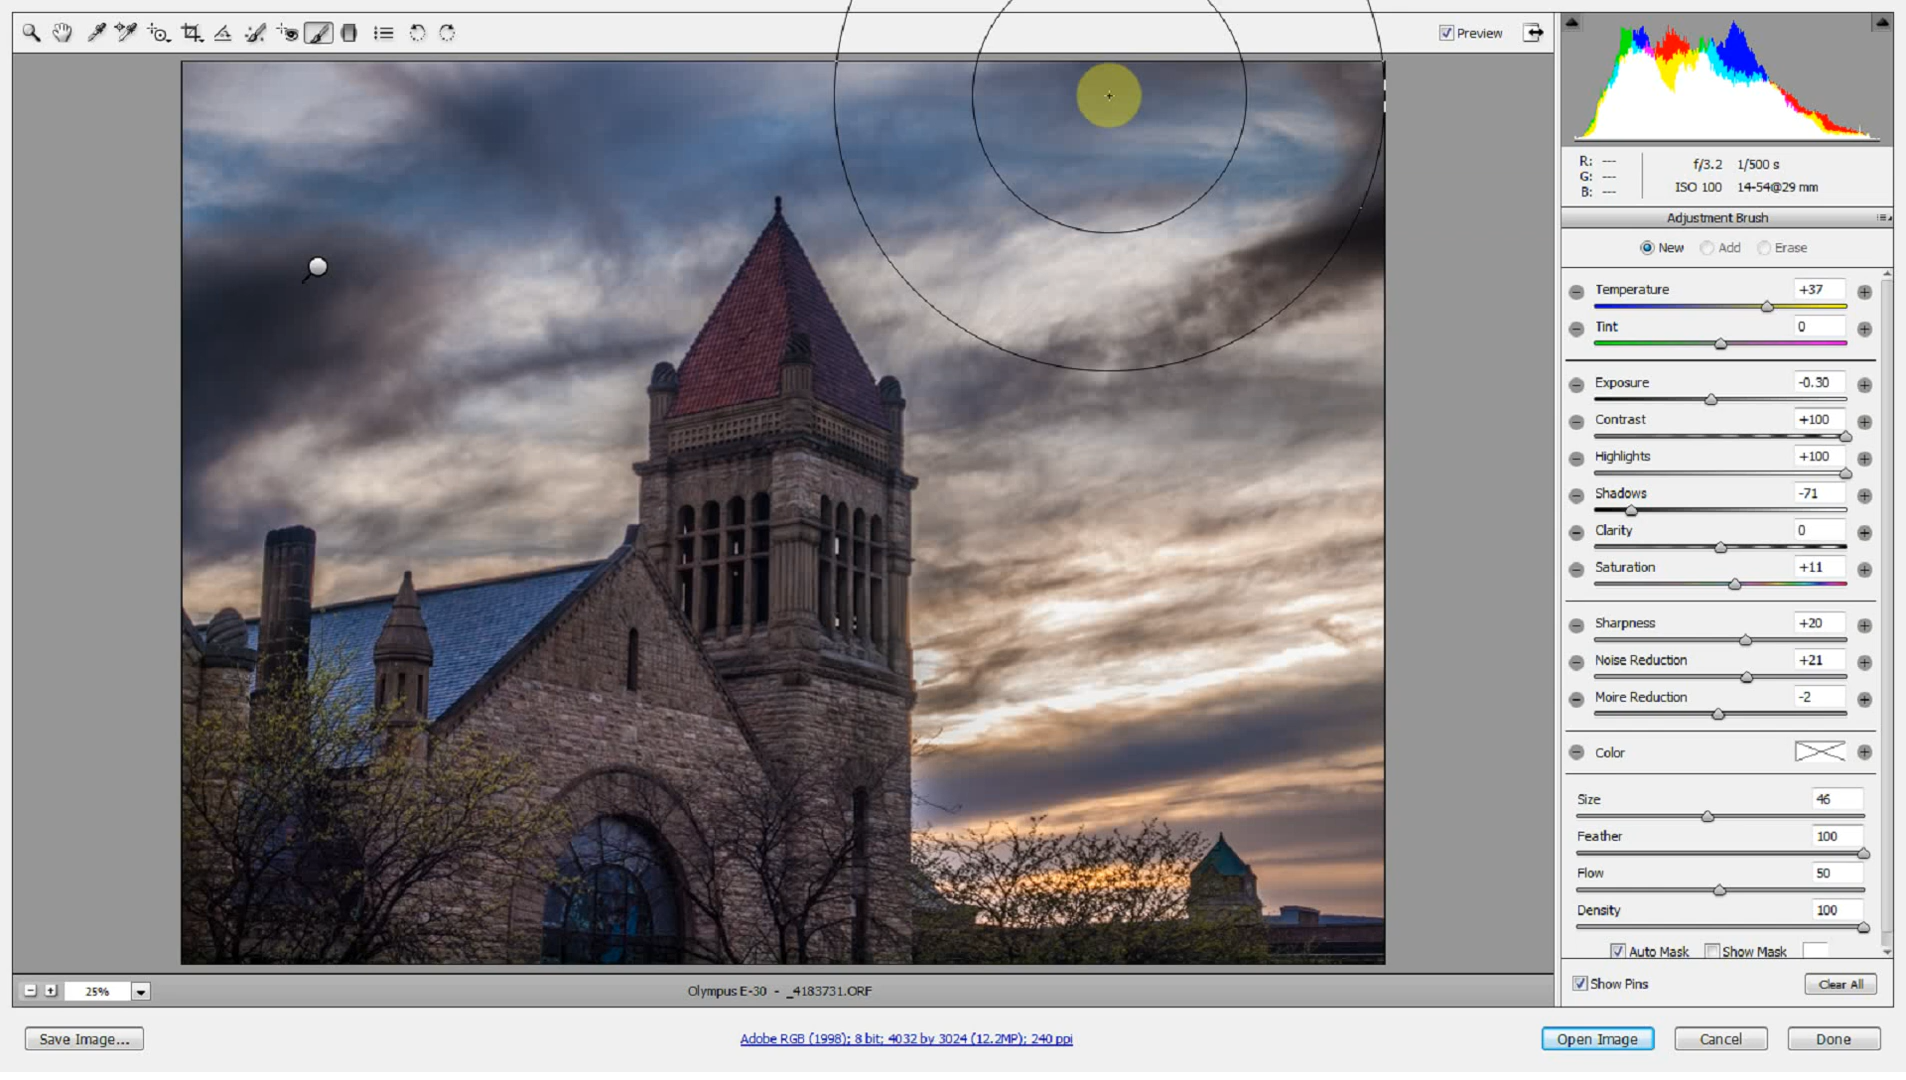 Preview
R: ---
G: ---
B: ---
f/3.2 1/500 s
ISO 100 14-54@29 mm
Adjustment Brush
New Add Erase
Temperature +37
Tint 0
Exposure -0.30
Contrast +100
Highlights +100
Shadows -71
Clarity 0
Saturation +11
Sharpness +20
Noise Reduction +21
Moire Reduction -2
Color
Size 46
Feather 100
Flow 50
Density 100
Auto Mask Show Mask
Show Pins Clear All
25% Olympus E-30 - _4183731.ORF
Save Image... Adobe RGB (1998); 8 bit; 4032 by 3024 (12.2MP); 240 ppi Open Image Cancel Done